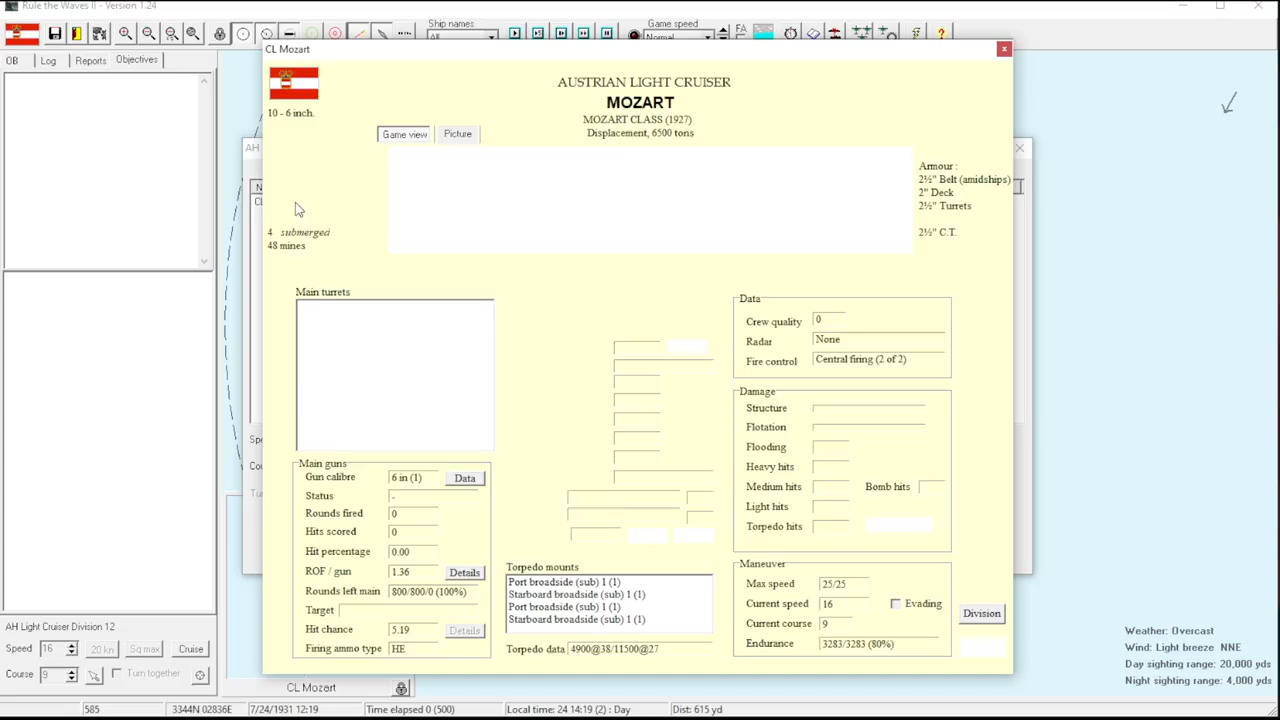 Rule the Waves II - Version 1.24
Ship names
All
Game speed
Normal
FA
OB
Log
Reports
Objectives
CL Mozart
AUSTRIAN LIGHT CRUISER
MOZART
MOZART CLASS (1927)
Displacement, 6500 tons
10 - 6 inch.
Game view
Picture
Armour :
2½" Belt (amidships)
2" Deck
2½" Turrets
2½" C.T.
4 submerged
48 mines
AH
Main turrets
Main guns
Gun calibre
6 in (1)
Data
Status
-
Rounds fired
0
Hits scored
0
Hit percentage
0.00
ROF / gun
1.36
Details
Rounds left main
800/800/0 (100%)
Target
Hit chance
5.19
Details
Firing ammo type
HE
Torpedo mounts
Port broadside (sub) 1 (1)
Starboard broadside (sub) 1 (1)
Port broadside (sub) 1 (1)
Starboard broadside (sub) 1 (1)
Torpedo data
4900@38/11500@27
Data
Crew quality
0
Radar
None
Fire control
Central firing (2 of 2)
Damage
Structure
Flotation
Flooding
Heavy hits
Medium hits
Bomb hits
Light hits
Torpedo hits
Maneuver
Max speed
25/25
Current speed
16
Evading
Current course
9
Endurance
3283/3283 (80%)
Division
AH Light Cruiser Division 12
Speed
16
20 kn
Sq max
Cruise
Course
9
Turn together
CL Mozart
Weather: Overcast
Wind: Light breeze NNE
Day sighting range: 20,000 yds
Night sighting range: 4,000 yds
585
3344N 02836E
7/24/1931 12:19
Time elapsed 0 (500)
Local time: 24 14:19 (2) : Day
Dist: 615 yd